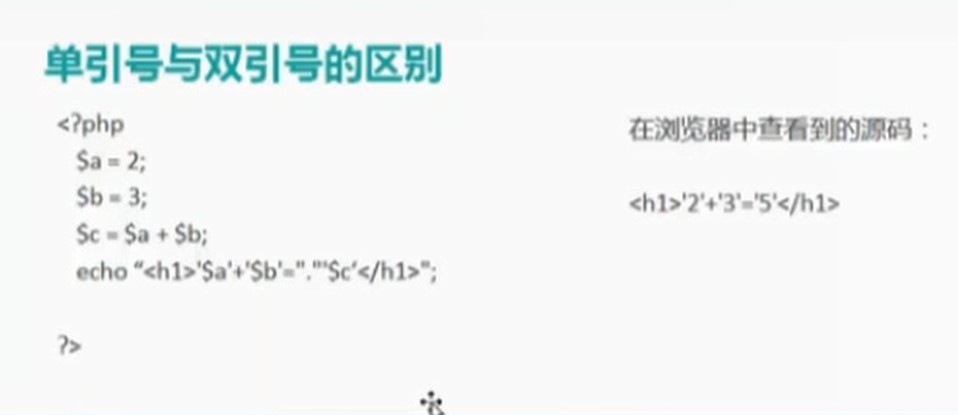 单引号与双引号的区别
<?php
$a = 2;
$b = 3;
$c = $a + $b;
echo “<h1>'$a'+'$b'="."'$c‘</h1>";
?>
在浏览器中查看到的源码：
<h1>'2'+'3'='5'</h1>